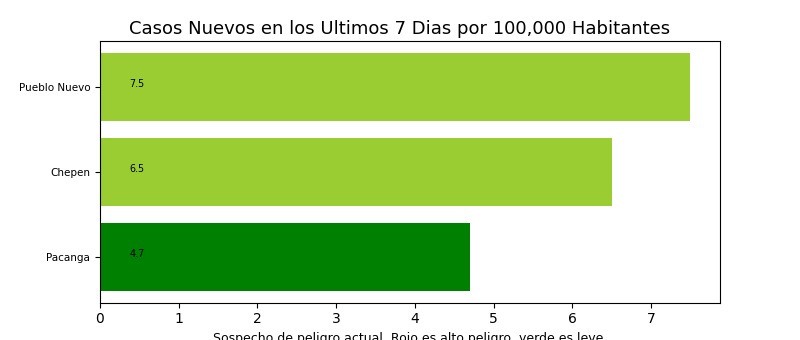 Casos Nuevos en los Ultimos 7 Dias por 100,000 Habitantes
Pueblo Nuevo
7.5
Chepen
6.5
Pacanga
4.7
0 1 2 3 4 5 6 7
Sospecho de peligro actual. Rojo es alto peligro, verde es leve